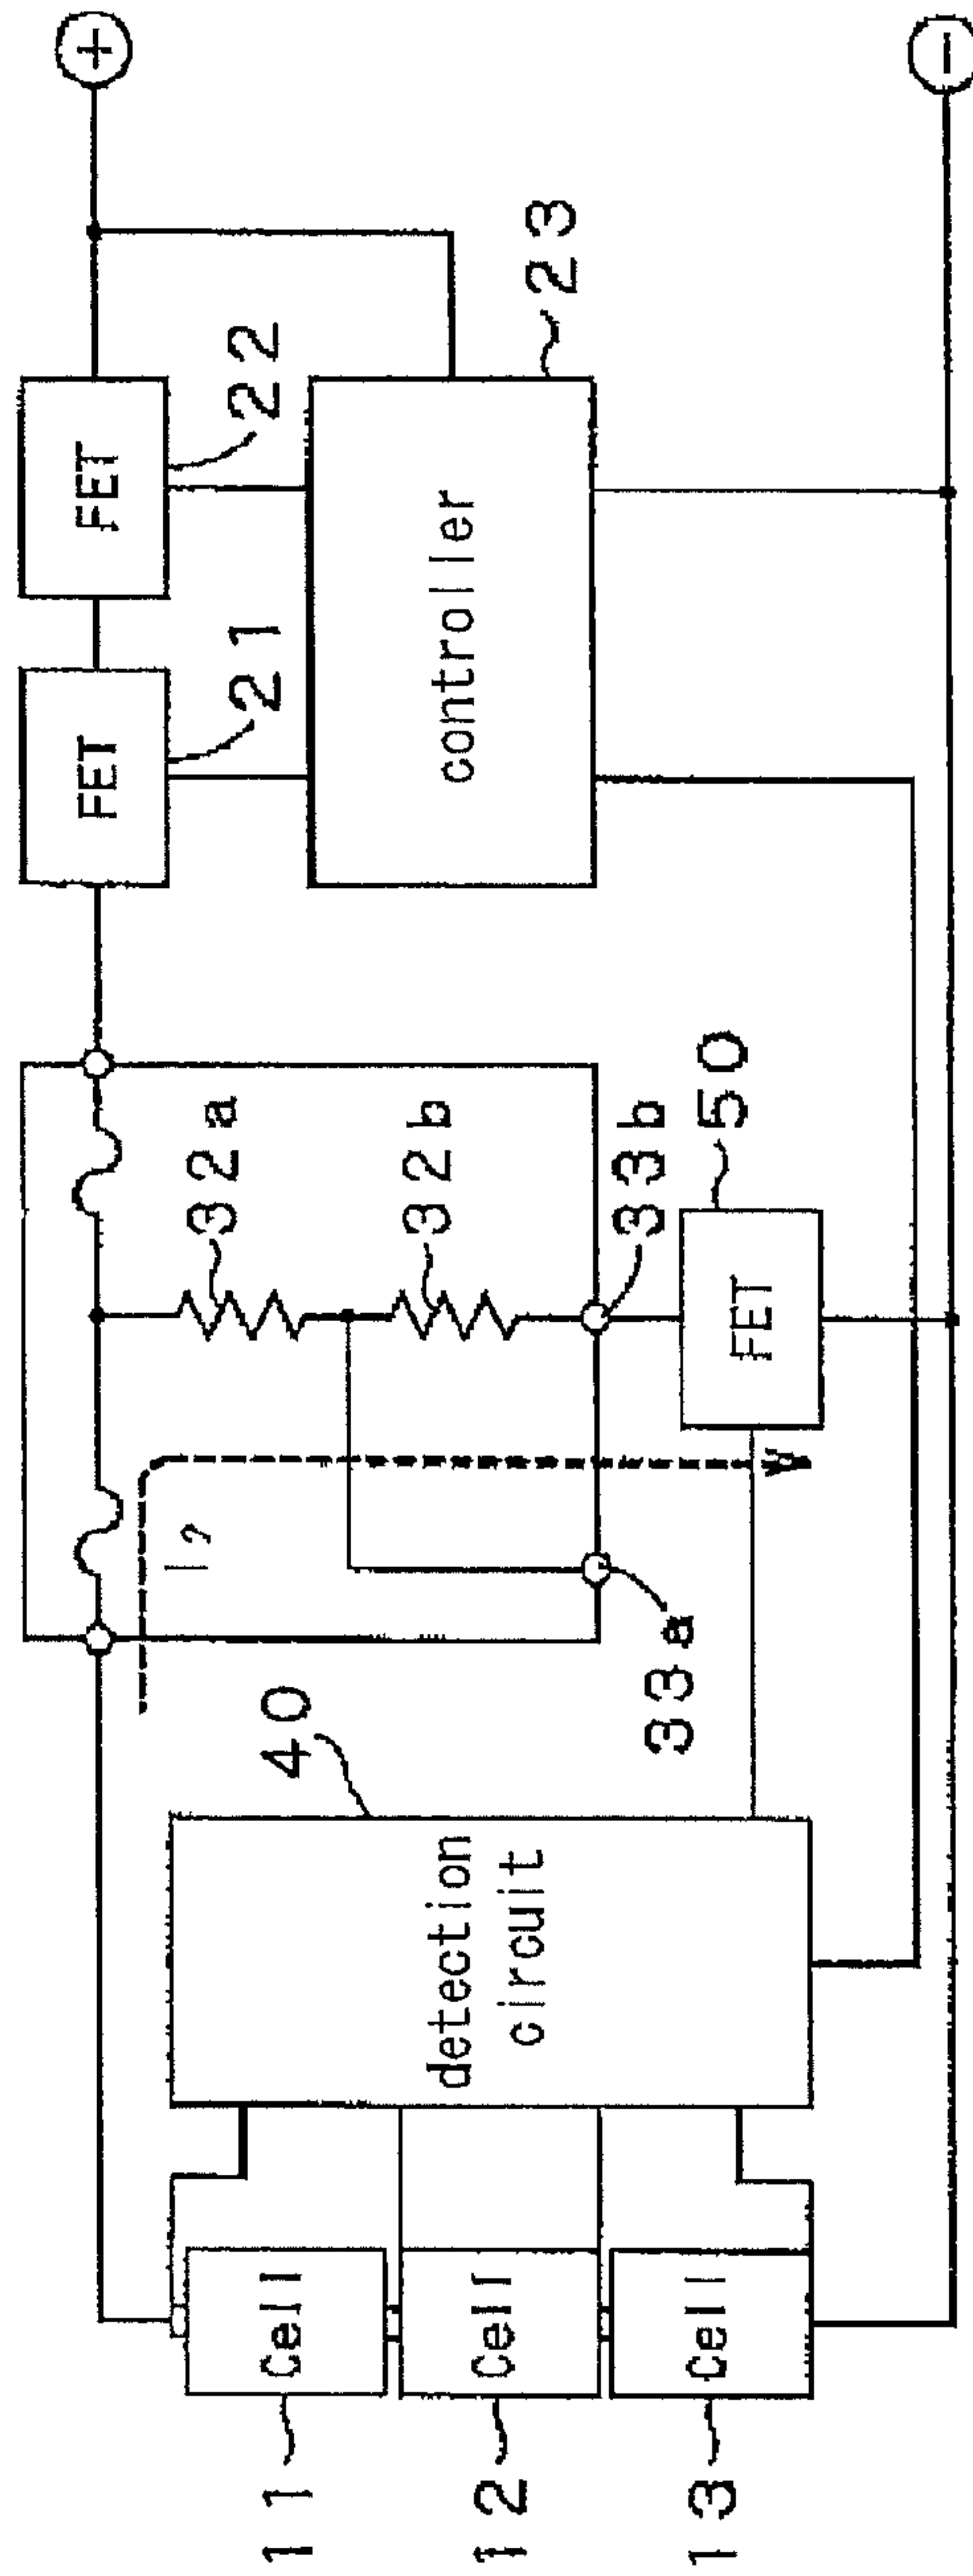 11
Cell
12
Cell
13
Cell
detection
circuit
40
I2
32a
32b
33a
33b
FET
50
FET
21
FET
22
controller
23
+
-